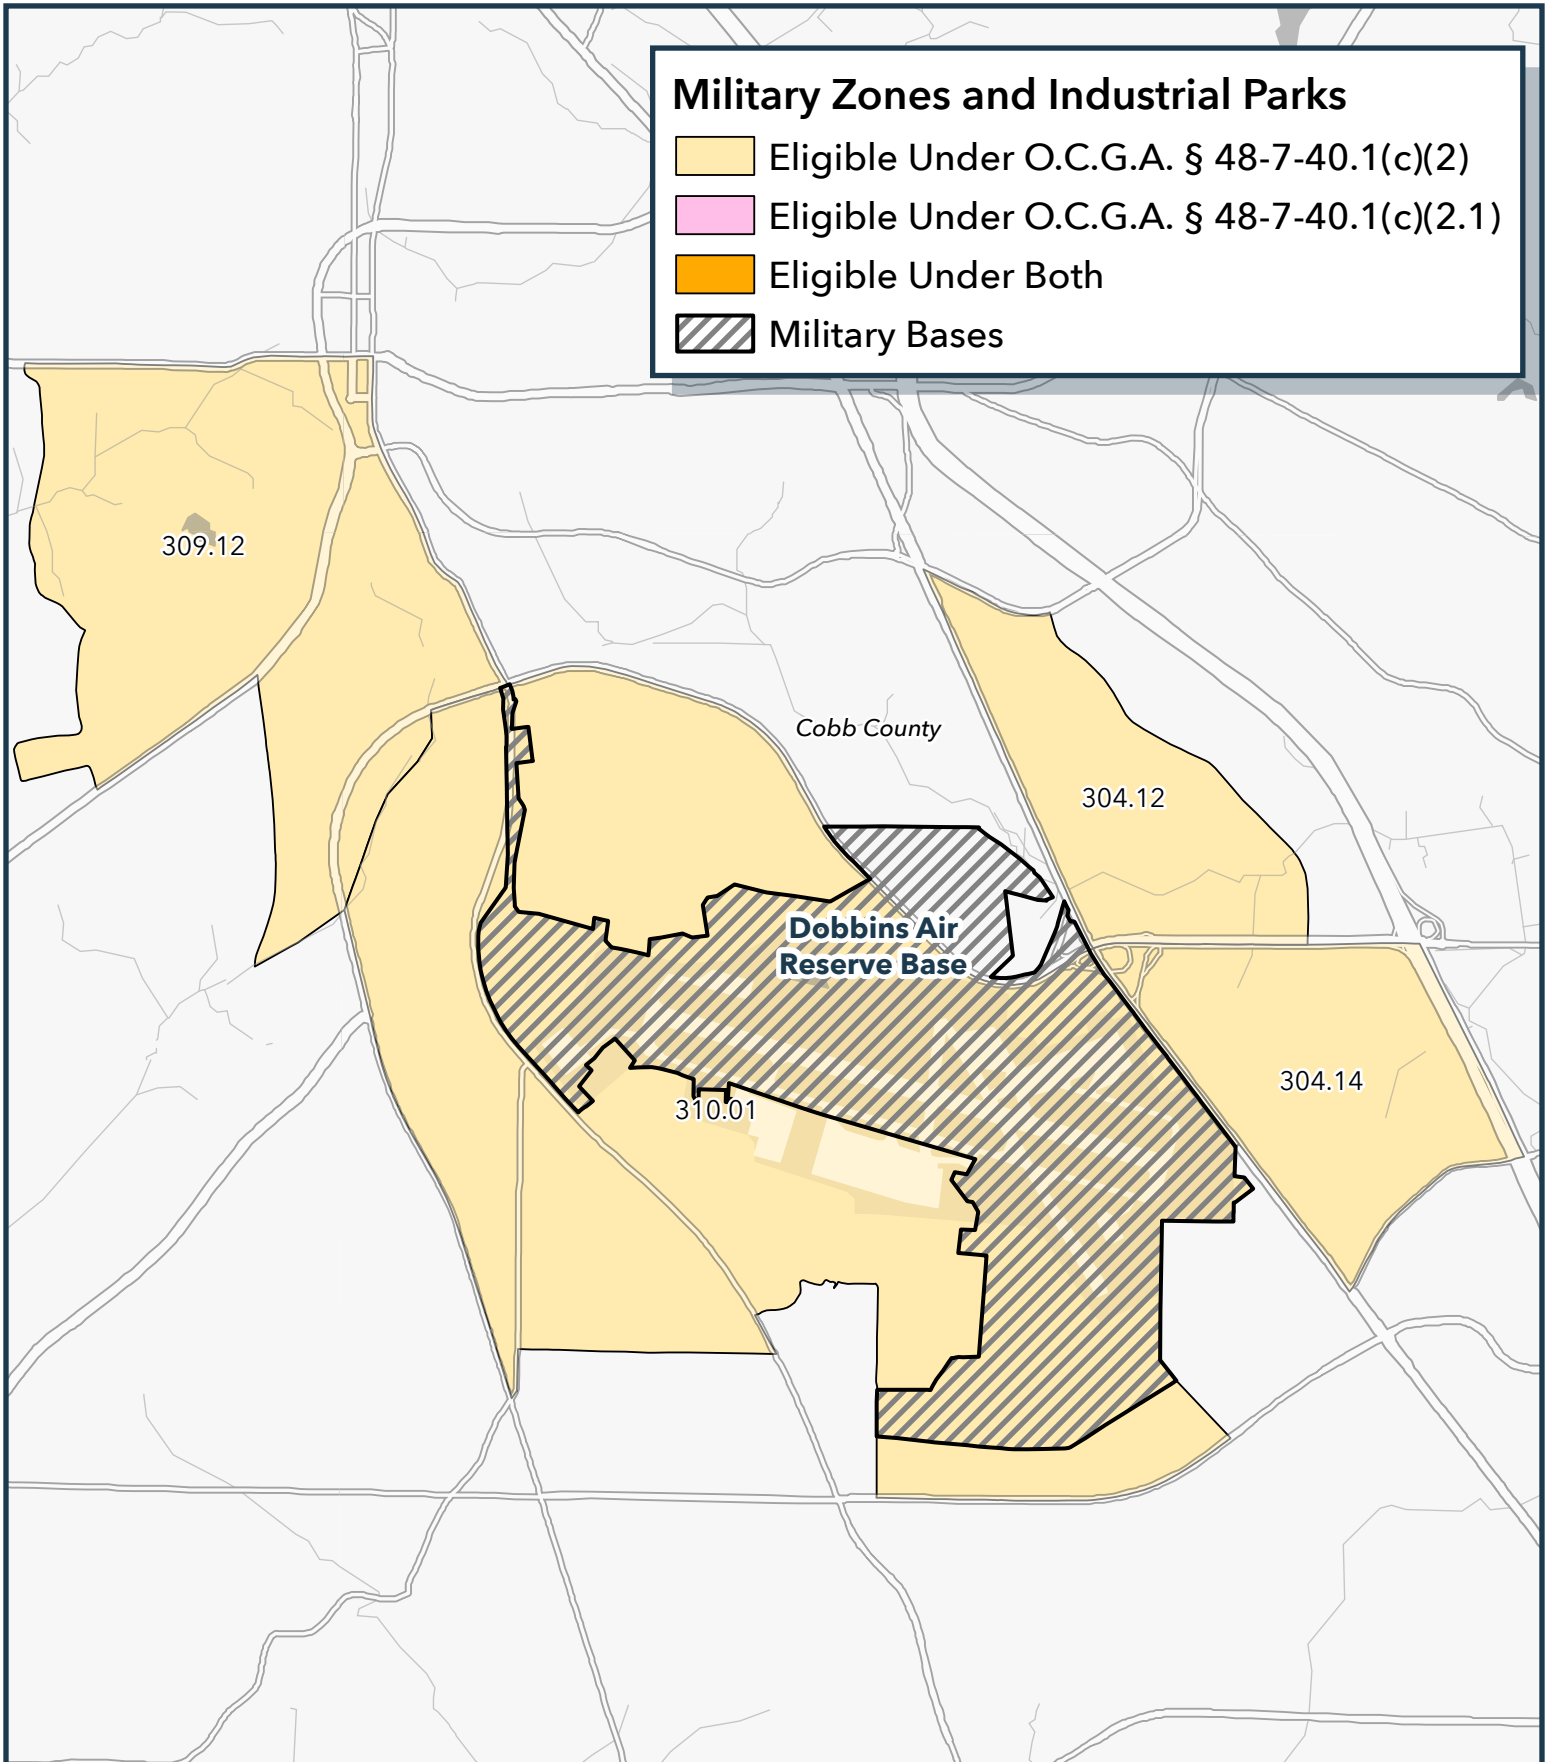 Military Zones and Industrial Parks
Eligible Under O.C.G.A. § 48-7-40.1(c)(2)
Eligible Under O.C.G.A. § 48-7-40.1(c)(2.1)
Eligible Under Both
Military Bases
309.12
Cobb County
304.12
Dobbins Air
Reserve Base
304.14
310.01